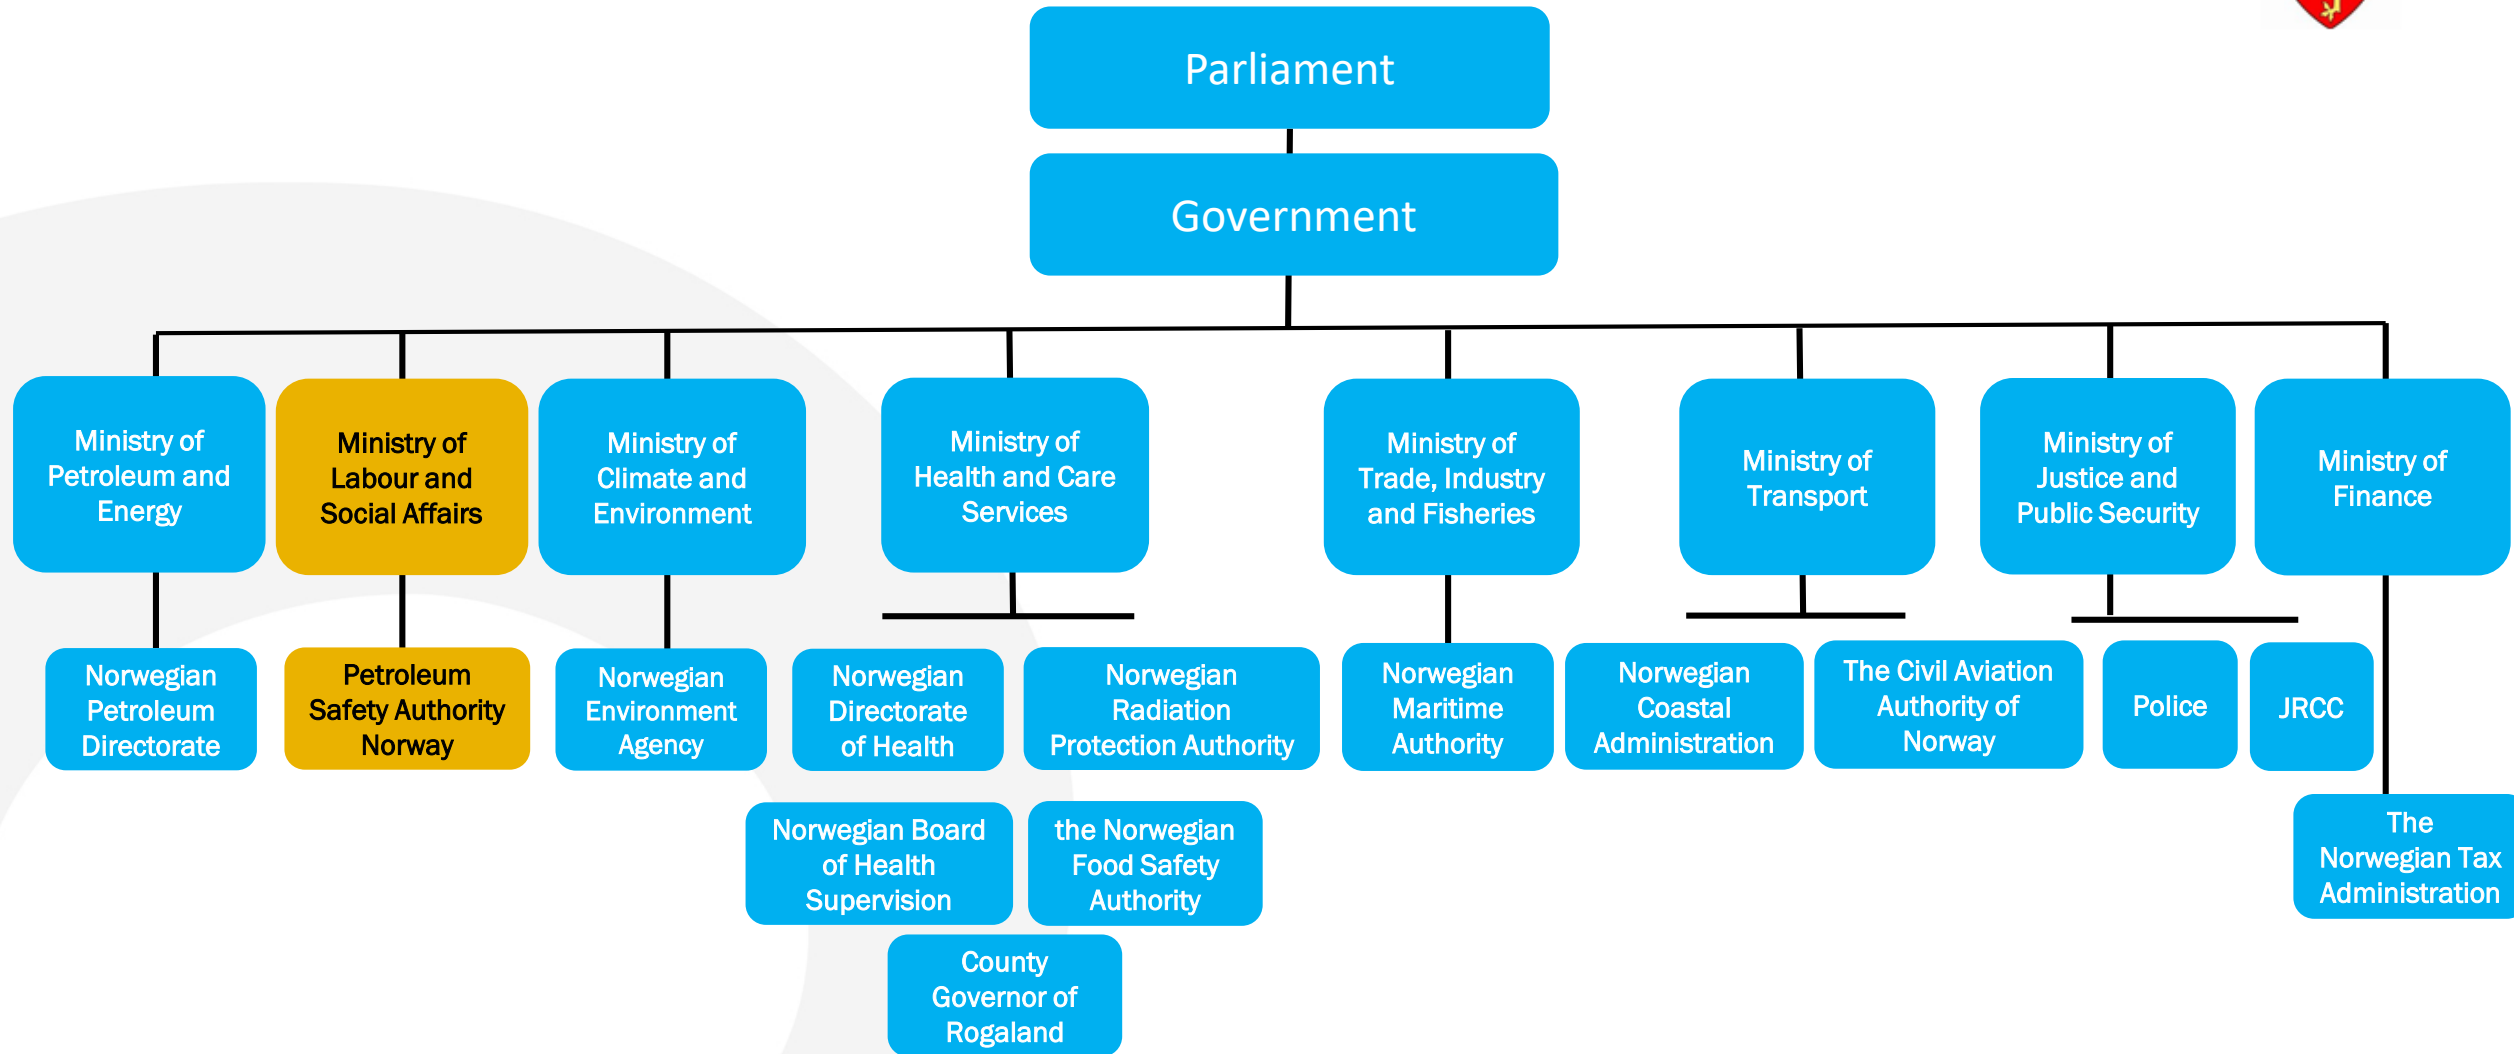 Parliament
Government
Ministry of
Petroleum and
Energy
Ministry of
Labour and
Social Affairs
Ministry of
Climate and
Environment
Ministry of
Health and Care
Services
Ministry of
Trade, Industry
and Fisheries
Ministry of
Transport
Ministry of
Justice and
Public Security
Ministry of
Finance
Norwegian
Petroleum
Directorate
Petroleum
Safety Authority
Norway
Norwegian
Environment
Agency
Norwegian
Directorate
of Health
Norwegian
Radiation
Protection Authority
Norwegian
Maritime
Authority
Norwegian
Coastal
Administration
The Civil Aviation
Authority of
Norway
Police
JRCC
Norwegian Board
of Health
Supervision
the Norwegian
Food Safety
Authority
The
Norwegian Tax
Administration
County
Governor of
Rogaland